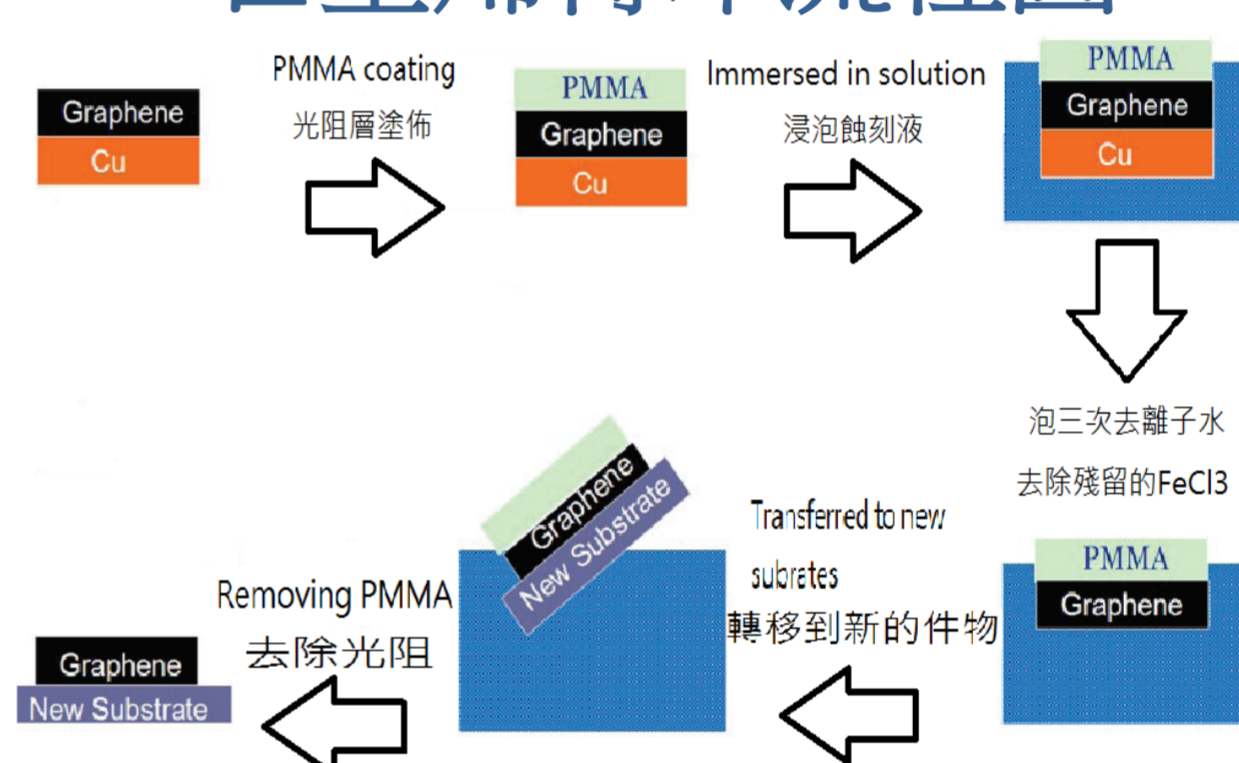 Graphene
Cu
PMMA coating
光阻層塗佈
PMMA
Graphene
Cu
Immersed in solution
浸泡蝕刻液
PMMA
Graphene
Cu
泡三次去離子水
去除殘留的FeCl3
PMMA
Graphene
Transferred to new
subrates
轉移到新的件物
Graphene
New Substrate
Removing PMMA
去除光阻
Graphene
New Substrate